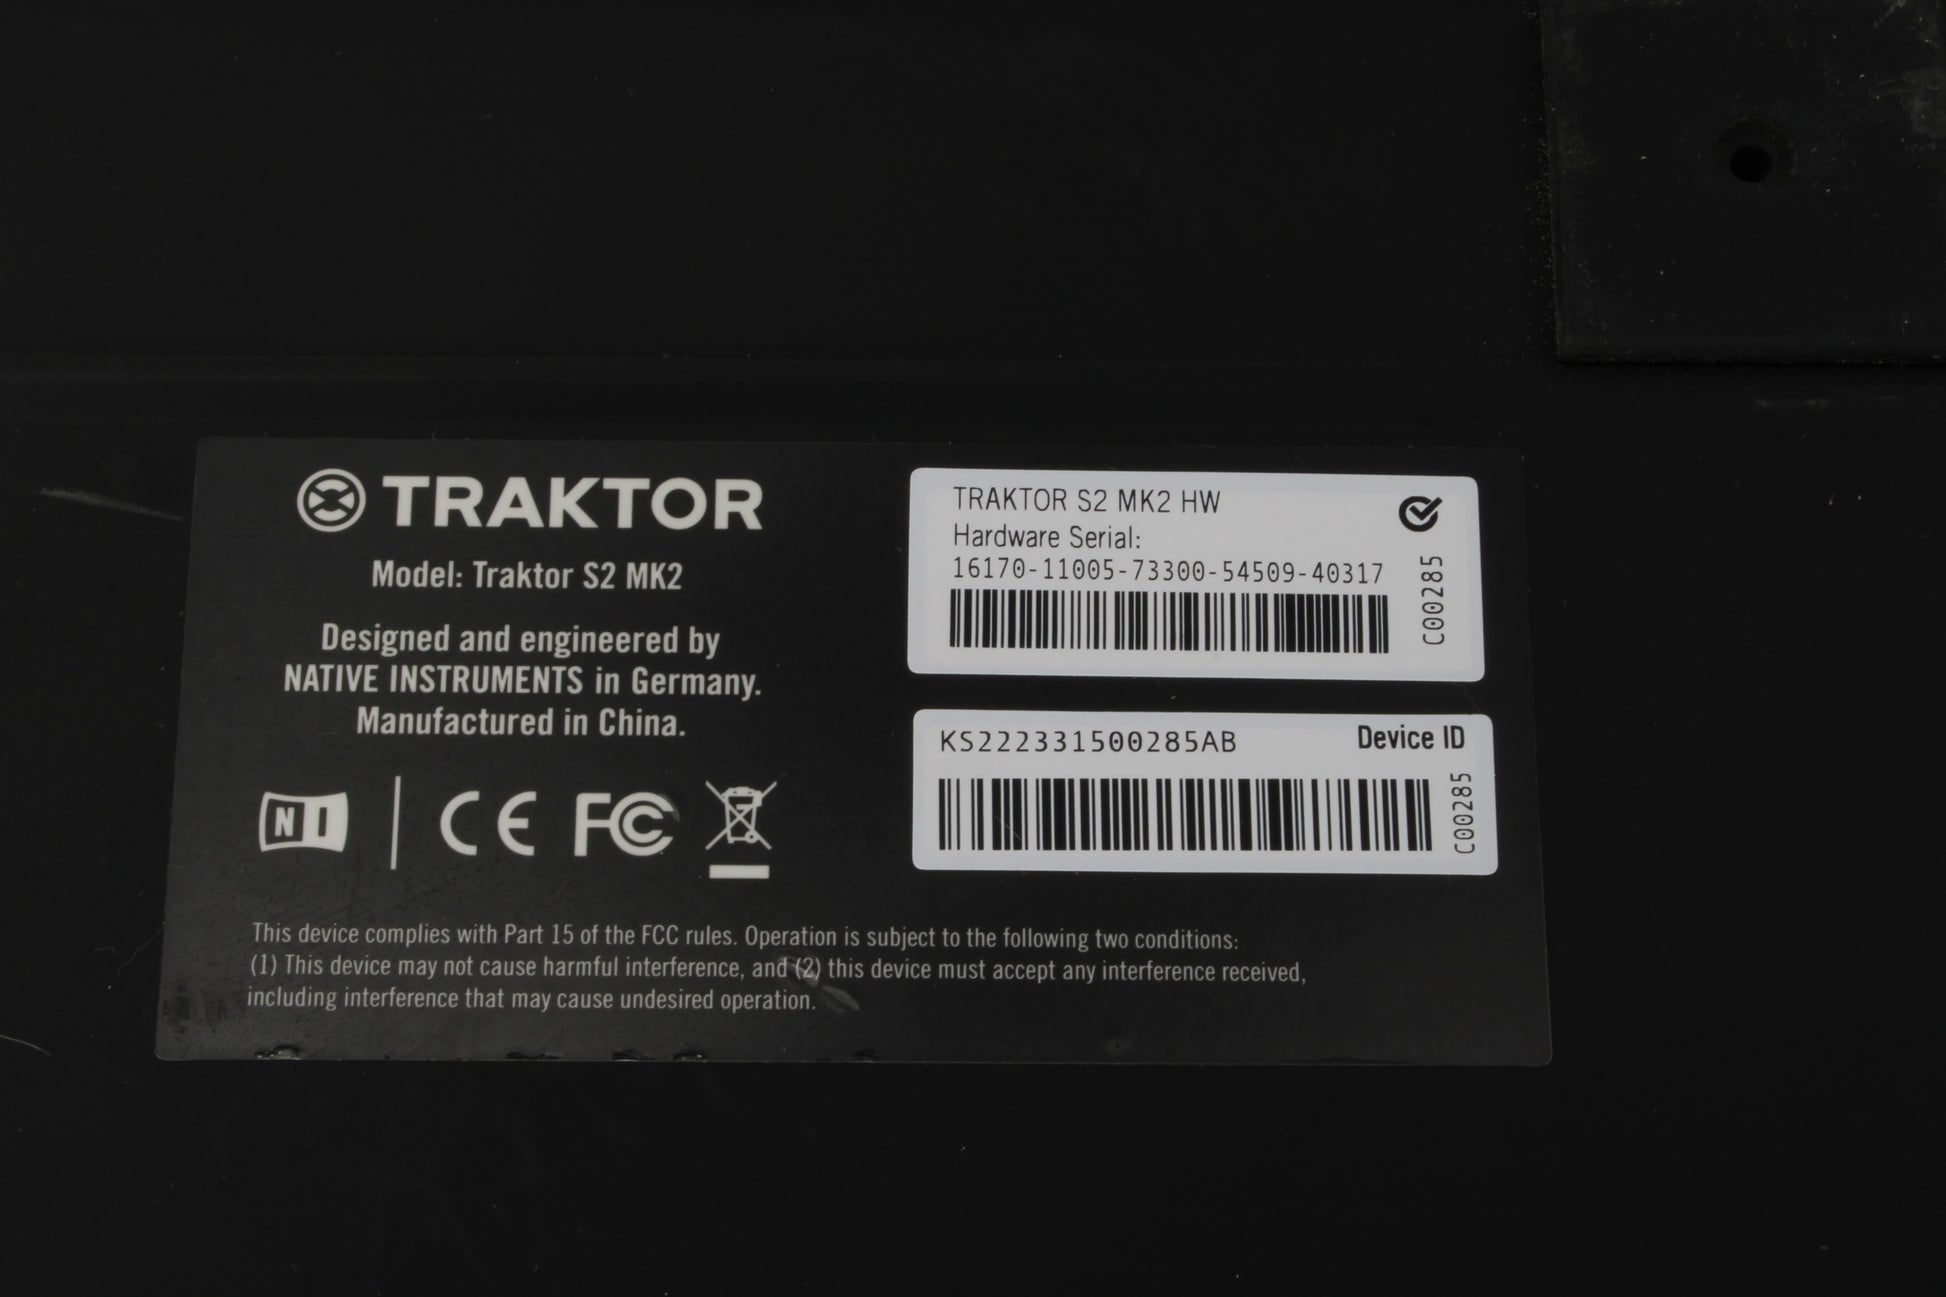 TRAKTOR
Model: Traktor S2 MK2
Designed and engineered by
NATIVE INSTRUMENTS in Germany.
Manufactured in China.
NI
CE FC
This device complies with Part 15 of the FCC rules. Operation is subject to the following two conditions:
(1) This device may not cause harmful interference, and (2) this device must accept any interference received,
including interference that may cause undesired operation.
TRAKTOR S2 MK2 HW
Hardware Serial:
16170-11005-73300-54509-40317
C00285
KS222331500285AB
Device ID
C00285